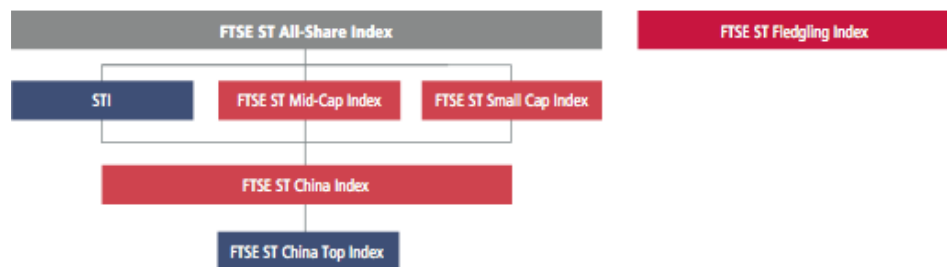 FTSE ST All-Share Index
FTSE ST Fledgling Index
STI
FTSE ST Mid-Cap Index
FTSE ST Small Cap Index
FTSE ST China Index
FTSE ST China Top Index